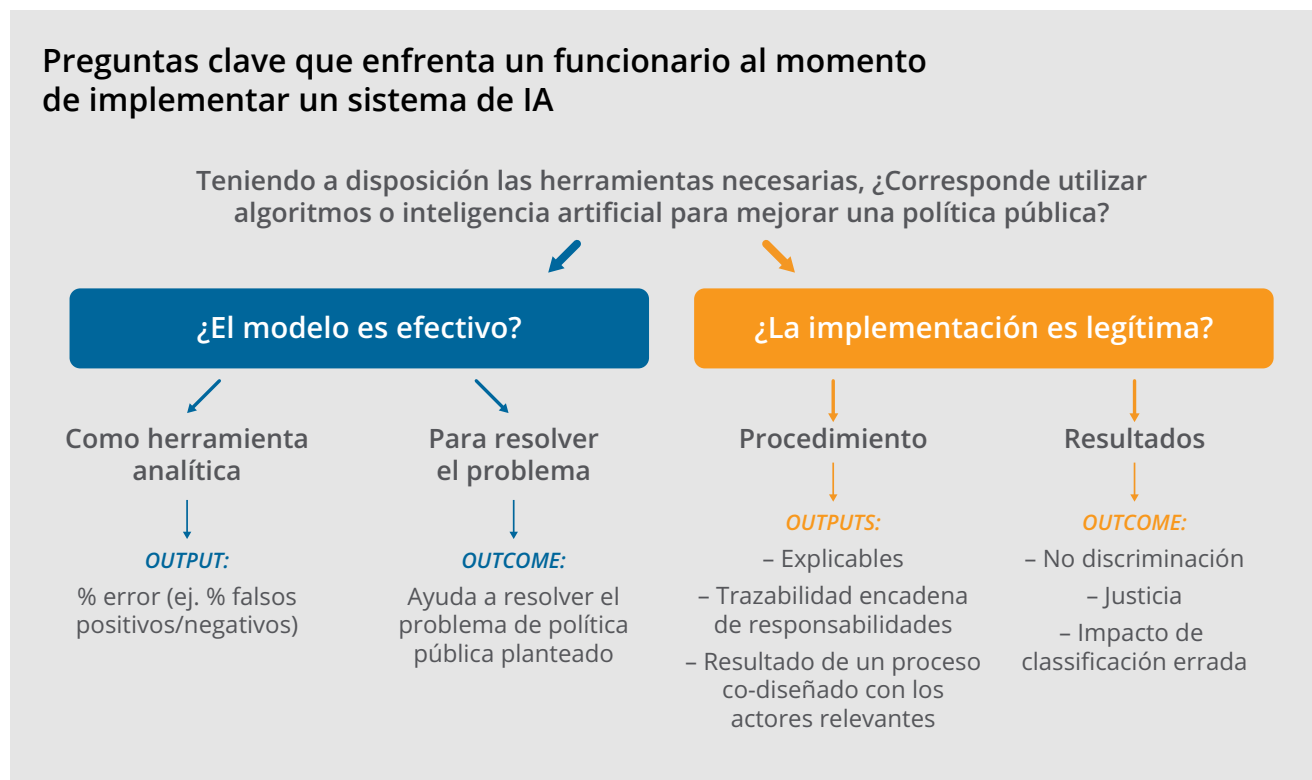 Preguntas clave que enfrenta un funcionario al momento
de implementar un sistema de IA
Teniendo a disposición las herramientas necesarias, ¿Corresponde utilizar
algoritmos o inteligencia artificial para mejorar una política pública?
¿El modelo es efectivo?
Como herramienta
analítica
OUTPUT:
% error (ej. % falsos
positivos/negativos)
Para resolver
el problema
OUTCOME:
Ayuda a resolver el
problema de política
pública planteado
¿La implementación es legítima?
Procedimiento
OUTPUTS:
– Explicables
– Trazabilidad encadena
de responsabilidades
– Resultado de un proceso
co-diseñado con los
actores relevantes
Resultados
OUTCOME:
– No discriminación
– Justicia
– Impacto de
classificación errada